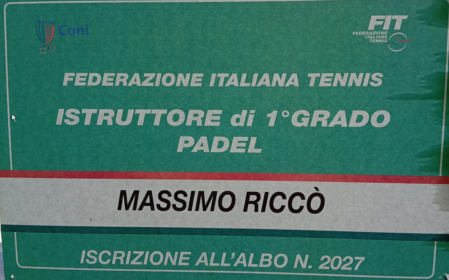 Coni
FIT
FEDERAZIONE
ITALIANA
TENNIS
FEDERAZIONE ITALIANA TENNIS
ISTRUTTORE di 1°GRADO
PADEL
MASSIMO RICCÒ
ISCRIZIONE ALL'ALBO N. 2027